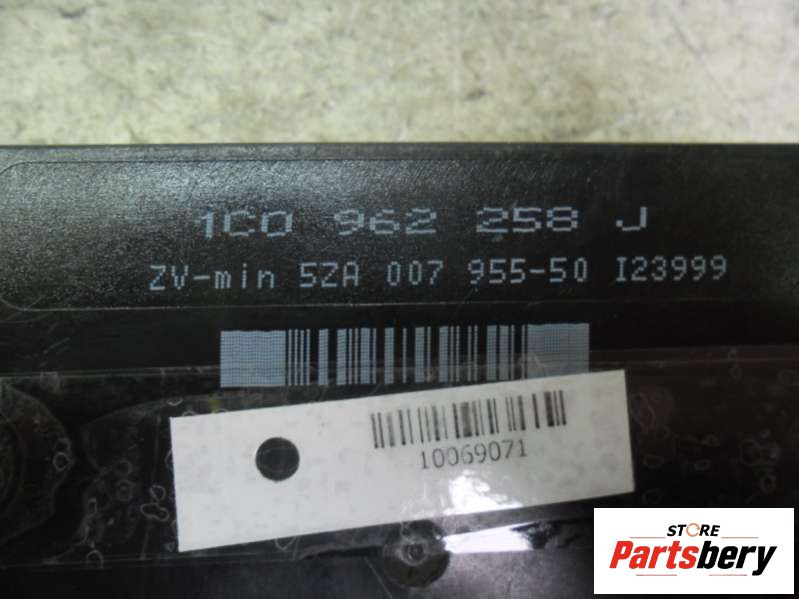 1C0 962 258 J
ZV-min 5ZA 007 955-50 I23999
10069071
STORE
Partsbery